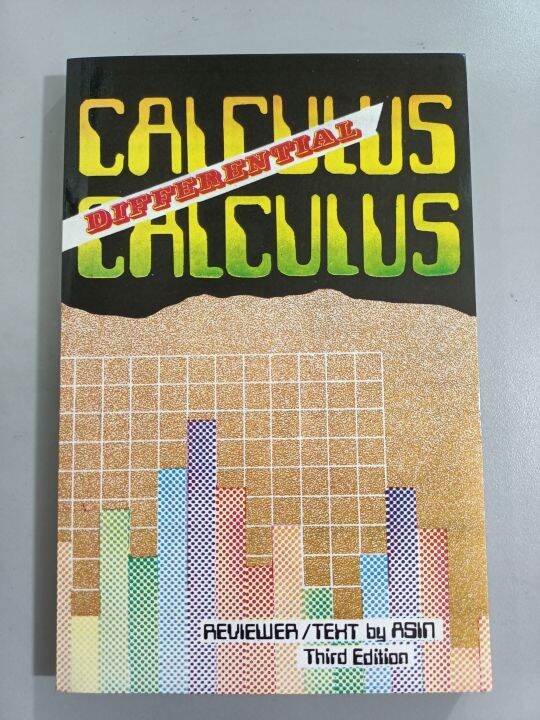 CALCULUS
DIFFERENTIAL
CALCULUS
REVIEWER/TEXT by ASIN
Third Edition